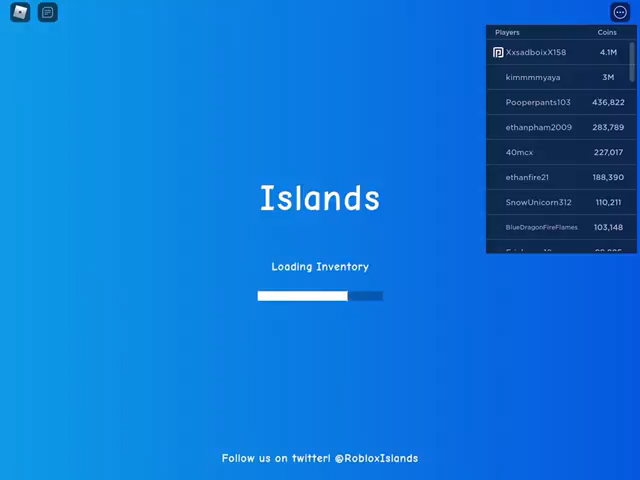 Players Coins
XxsadboixX158 4.1M
kimmmmyaya 3M
Pooperpants103 436,822
ethanpham2009 283,789
40mcx 227,017
ethanfire21 188,390
SnowUnicorn312 110,211
BlueDragonFireFlames 103,148
Islands
Loading Inventory
Follow us on twitter! @RobloxIslands